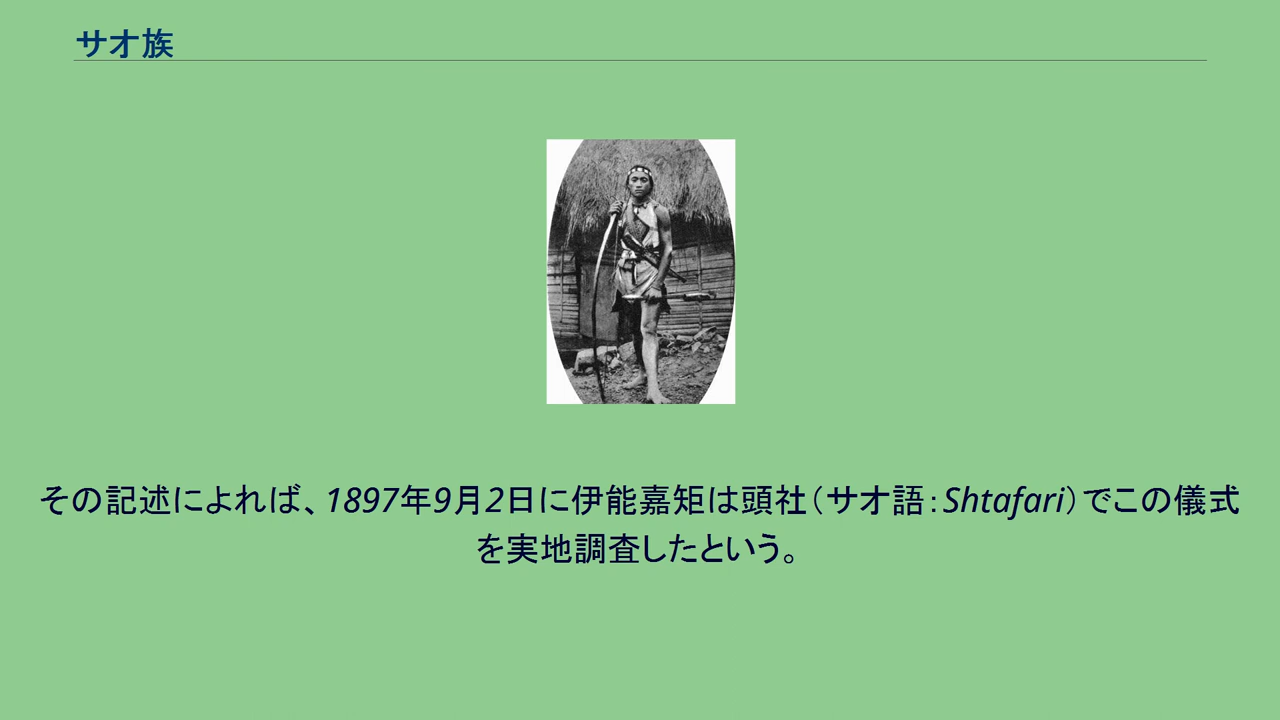 サオ族
その記述によれば、1897年9月2日に伊能嘉矩は頭社（サオ語：Shtafari）でこの儀式
を実地調査したという。